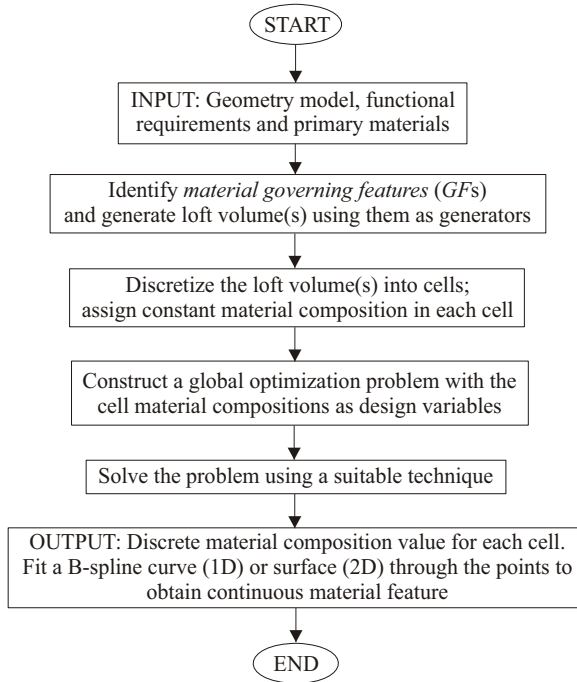 START
INPUT: Geometry model, functional
requirements and primary materials
Identify material governing features (GFs)
and generate loft volume(s) using them as generators
Discretize the loft volume(s) into cells;
assign constant material composition in each cell
Construct a global optimization problem with the
cell material compositions as design variables
Solve the problem using a suitable technique
OUTPUT: Discrete material composition value for each cell.
Fit a B-spline curve (1D) or surface (2D) through the points to
obtain continuous material feature
END